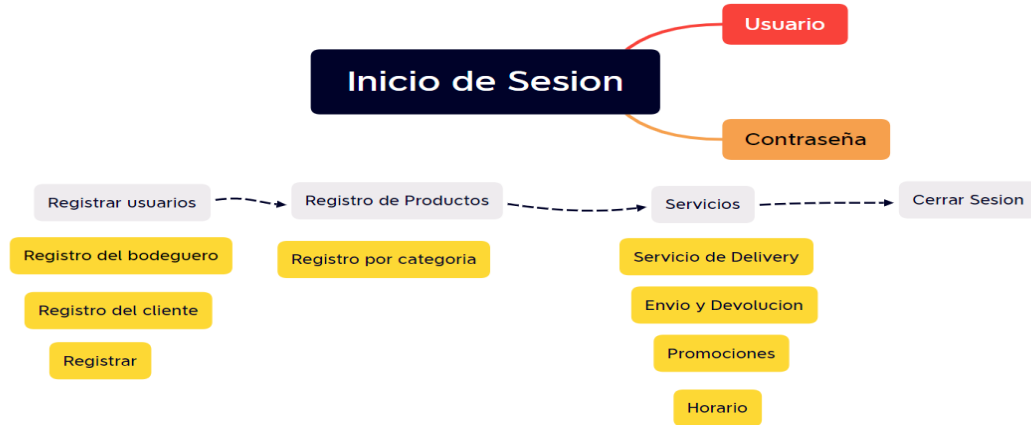 Usuario
Inicio de Sesion
Contraseña
Registrar usuarios
Registro de Productos
Servicios
Cerrar Sesion
Registro del bodeguero
Registro por categoria
Servicio de Delivery
Registro del cliente
Envio y Devolucion
Registrar
Promociones
Horario